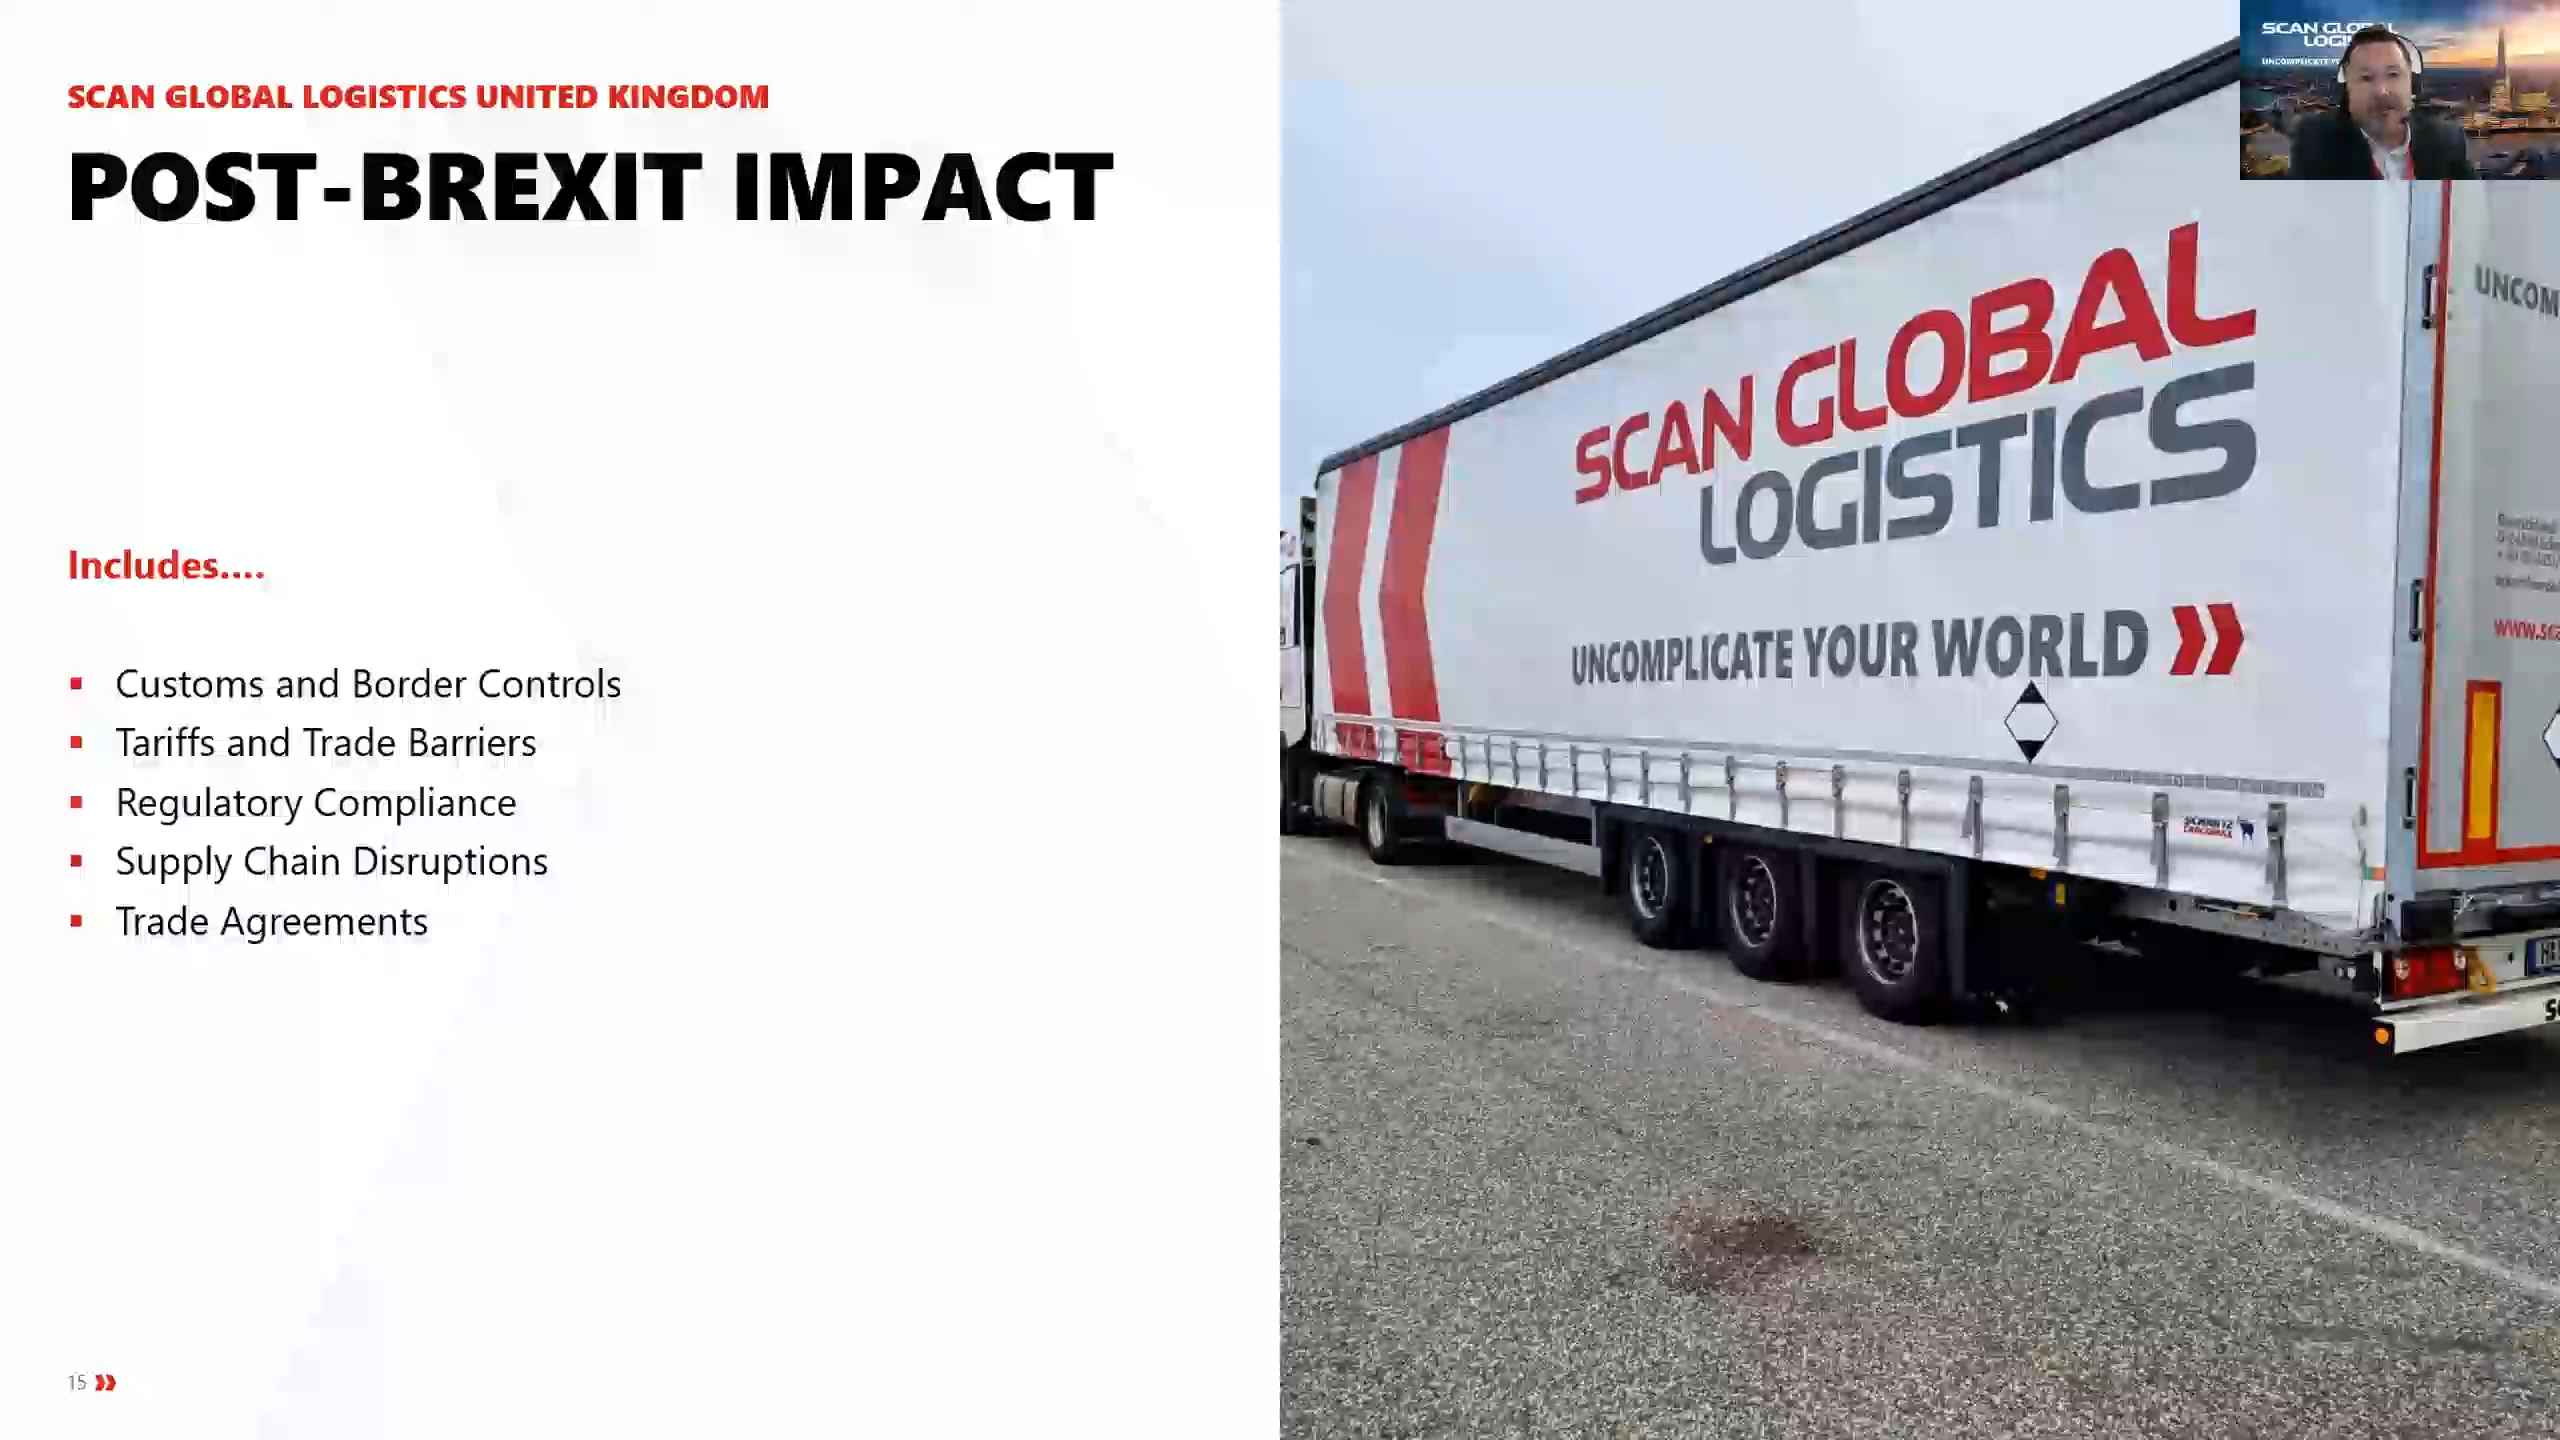 SCAN GLOBAL LOGISTICS UNITED KINGDOM
POST-BREXIT IMPACT
Includes....
▪ Customs and Border Controls
▪ Tariffs and Trade Barriers
▪ Regulatory Compliance
▪ Supply Chain Disruptions
▪ Trade Agreements
15
SCAN GLOBAL
LOGISTICS
UNCOMPLICATE YOUR WORLD
SCAN